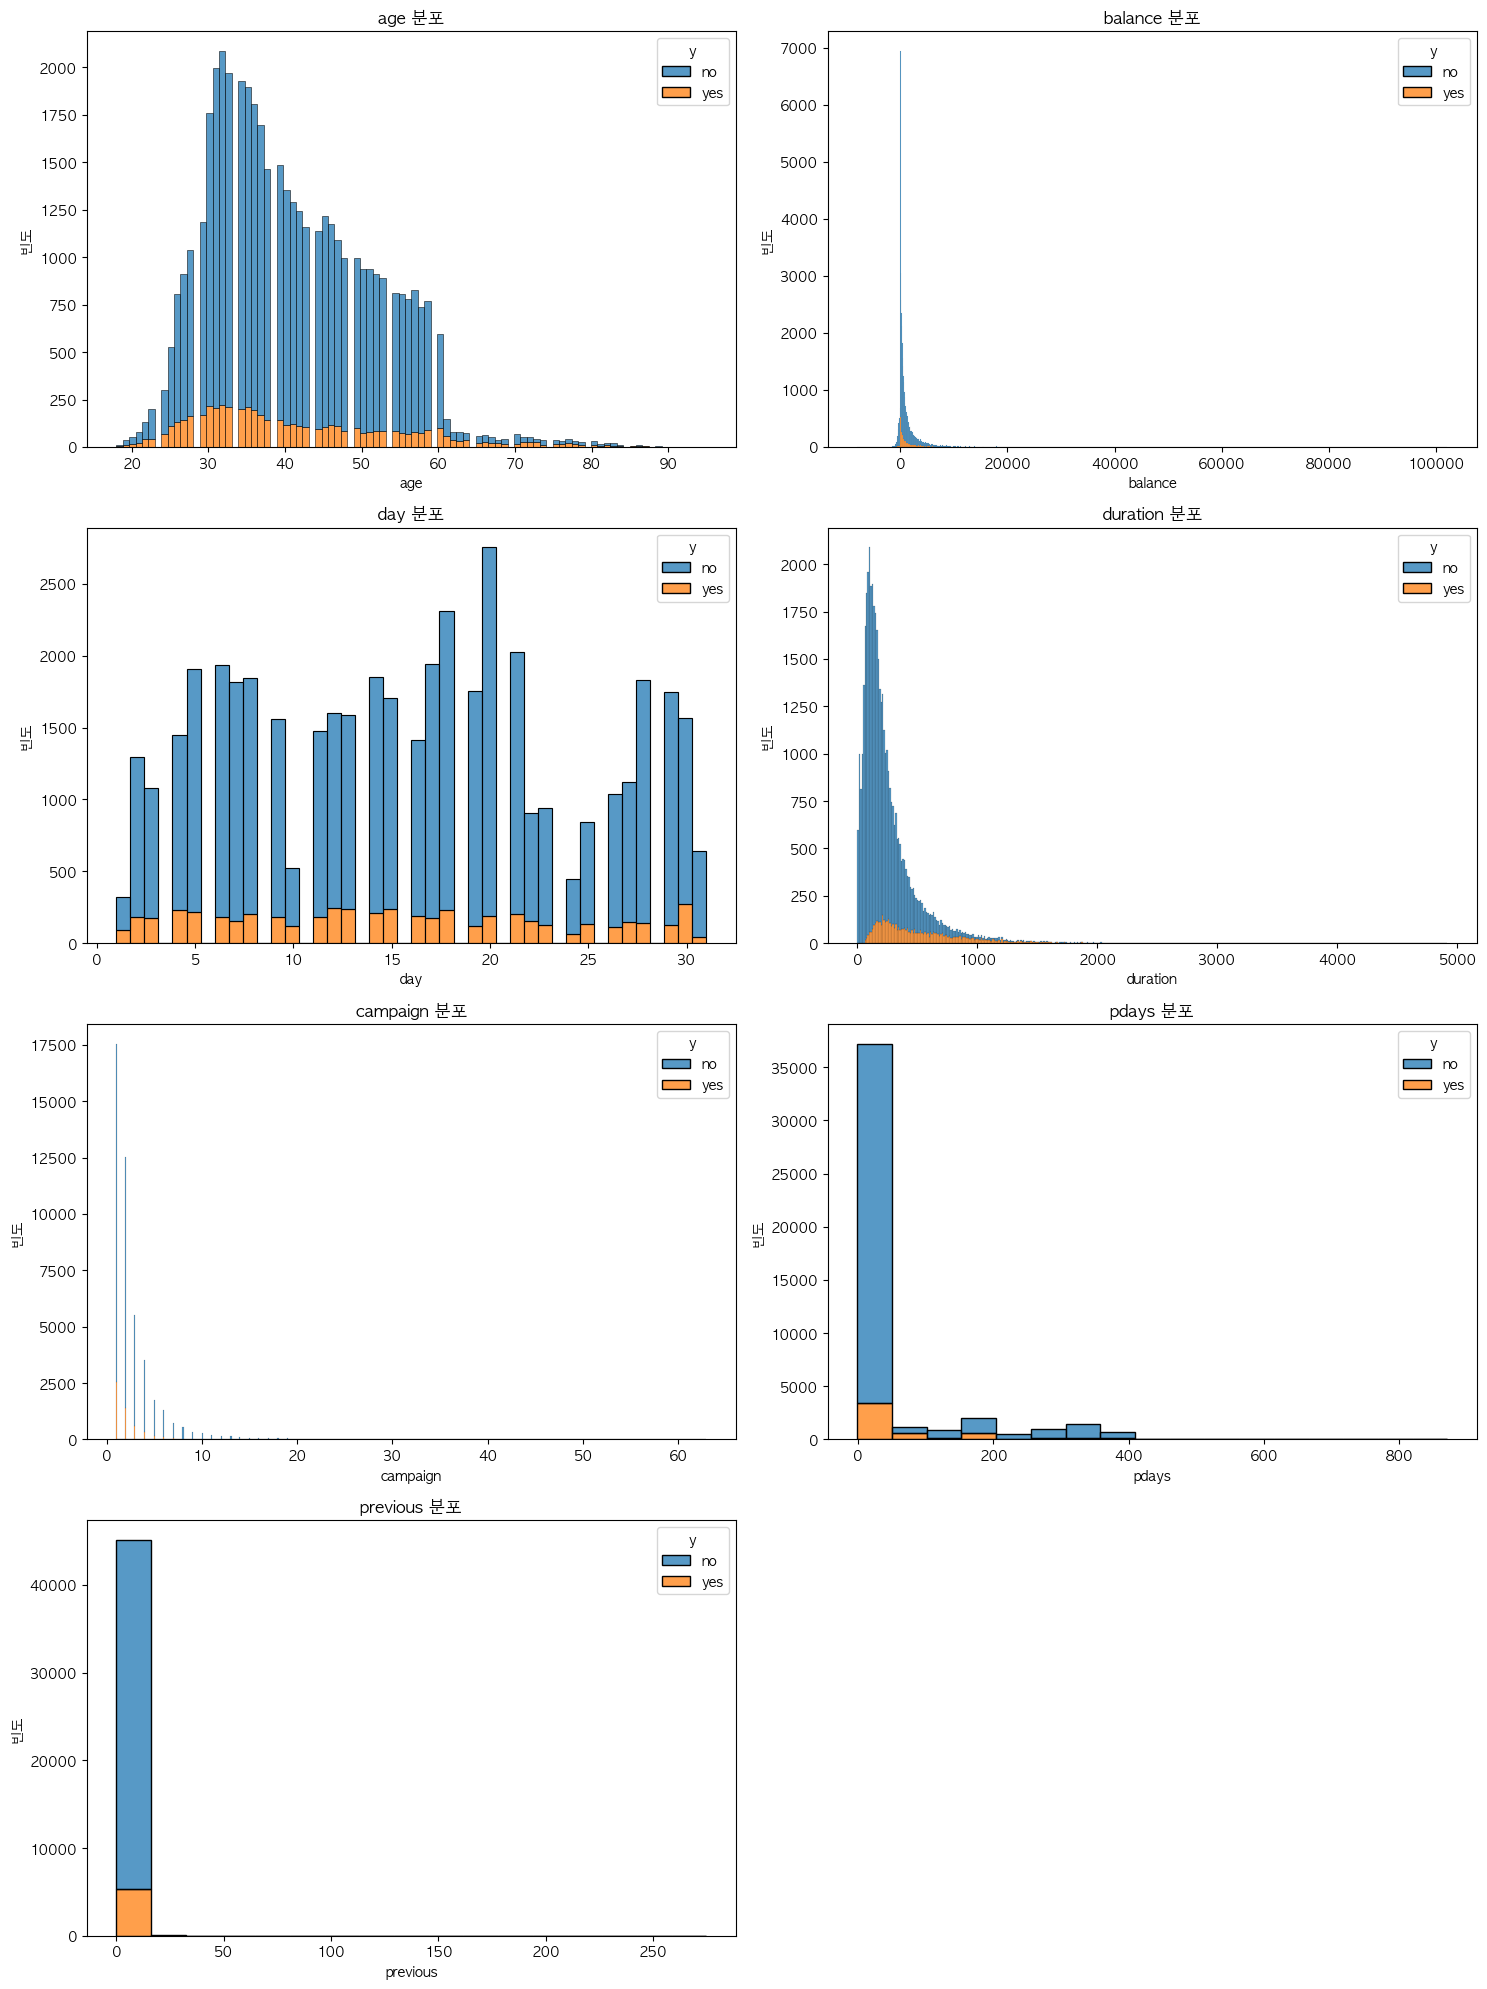 age 분포
빈도
2000
1750
1500
1250
1000
750
500
250
0
20 30 40 50 60 70 80 90
age
y
no
yes
balance 분포
빈도
7000
6000
5000
4000
3000
2000
1000
0
0 20000 40000 60000 80000 100000
balance
y
no
yes
day 분포
빈도
2500
2000
1500
1000
500
0
0 5 10 15 20 25 30
day
y
no
yes
duration 분포
빈도
2000
1750
1500
1250
1000
750
500
250
0
0 1000 2000 3000 4000 5000
duration
y
no
yes
campaign 분포
빈도
17500
15000
12500
10000
7500
5000
2500
0
0 10 20 30 40 50 60
campaign
y
no
yes
pdays 분포
빈도
35000
30000
25000
20000
15000
10000
5000
0
0 200 400 600 800
pdays
y
no
yes
previous 분포
빈도
40000
30000
20000
10000
0
0 50 100 150 200 250
previous
y
no
yes